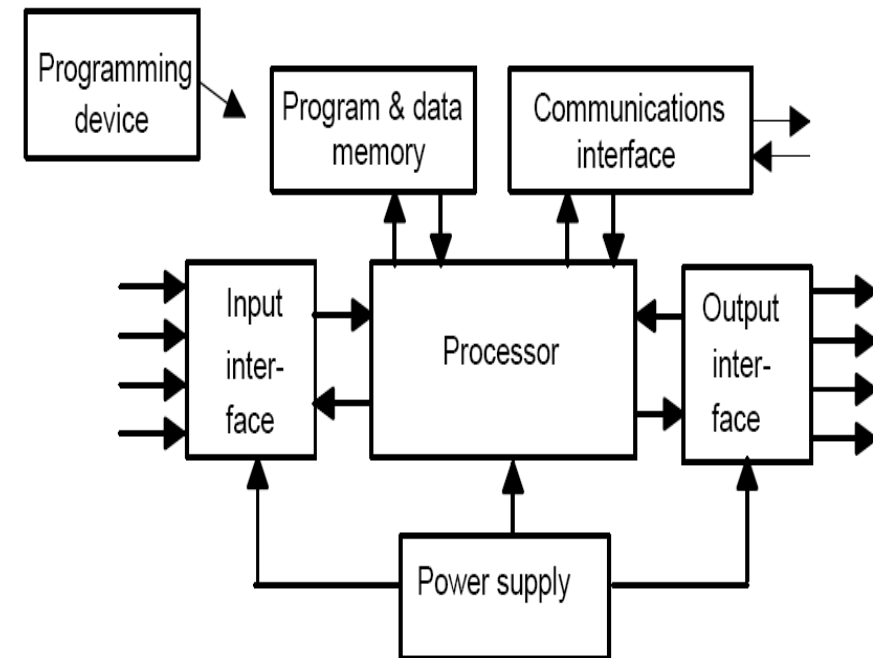 Programming
device
Program & data
memory
Communications
interface
Input
inter-
face
Processor
Output
inter-
face
Power supply